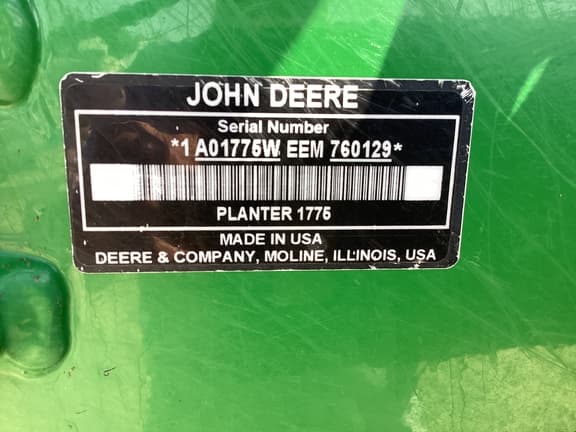 JOHN DEERE
Serial Number
*1 A01775W EEM 760129*
PLANTER 1775
MADE IN USA
DEERE & COMPANY, MOLINE, ILLINOIS, USA